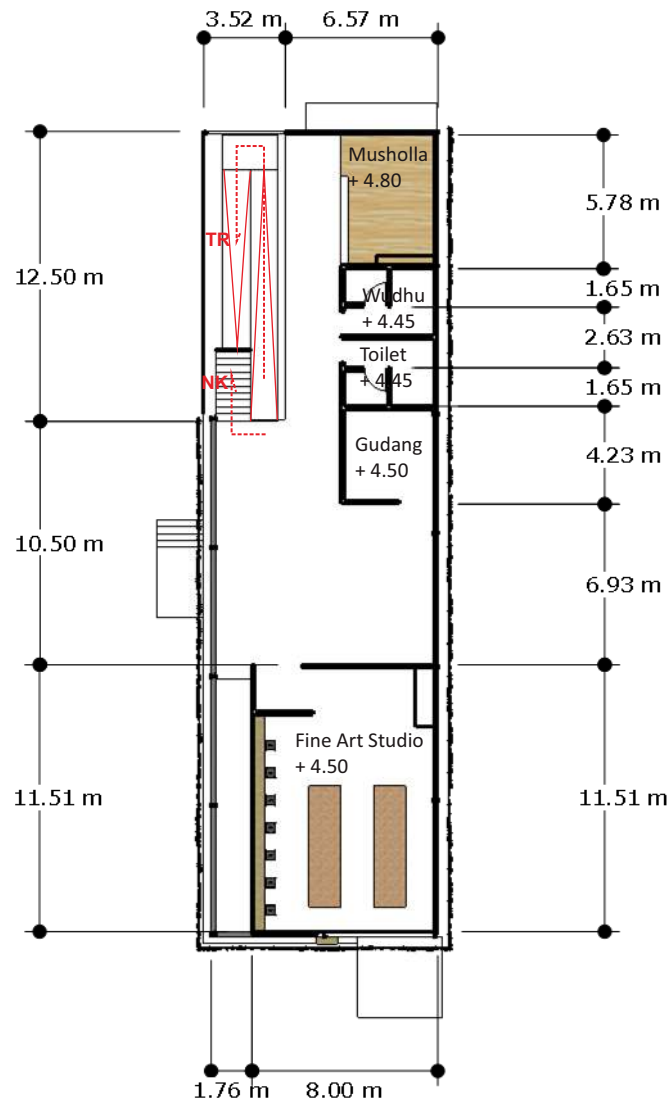 3.52 m
6.57 m
Musholla
+ 4.80
5.78 m
TR
12.50 m
1.65 m
Wudhu
+ 4.45
2.63 m
Toilet
+ 4.45
NK
1.65 m
Gudang
+ 4.50
4.23 m
10.50 m
6.93 m
Fine Art Studio
+ 4.50
11.51 m
11.51 m
1.76 m
8.00 m